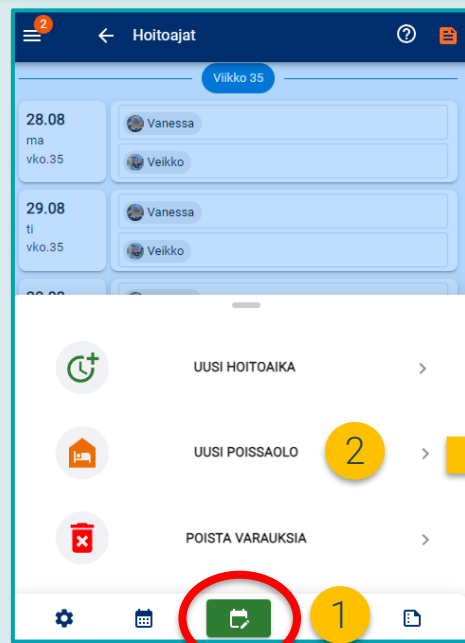 2
Hoitoajat
Viikko 35
28.08
ma
vko.35
Vanessa
Veikko
29.08
ti
vko.35
Vanessa
Veikko
UUSI HOITOAIKA
UUSI POISSAOLO
2
POISTA VARAUKSIA
1